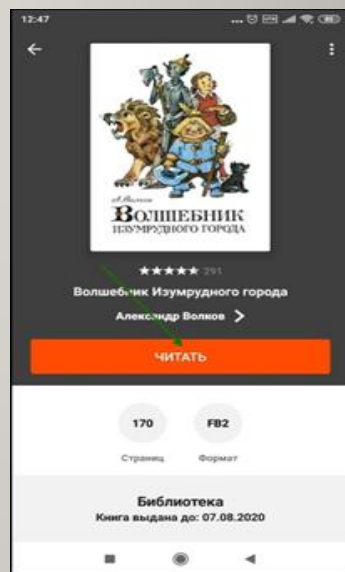 12:47
...
А.Волков
ВОЛШЕБНИК
ИЗУМРУДНОГО ГОРОДА
★★★★★ 291
Волшебник Изумрудного города
Александр Волков >
ЧИТАТЬ
170
FB2
Страниц
Формат
Библиотека
Книга выдана до: 07.08.2020